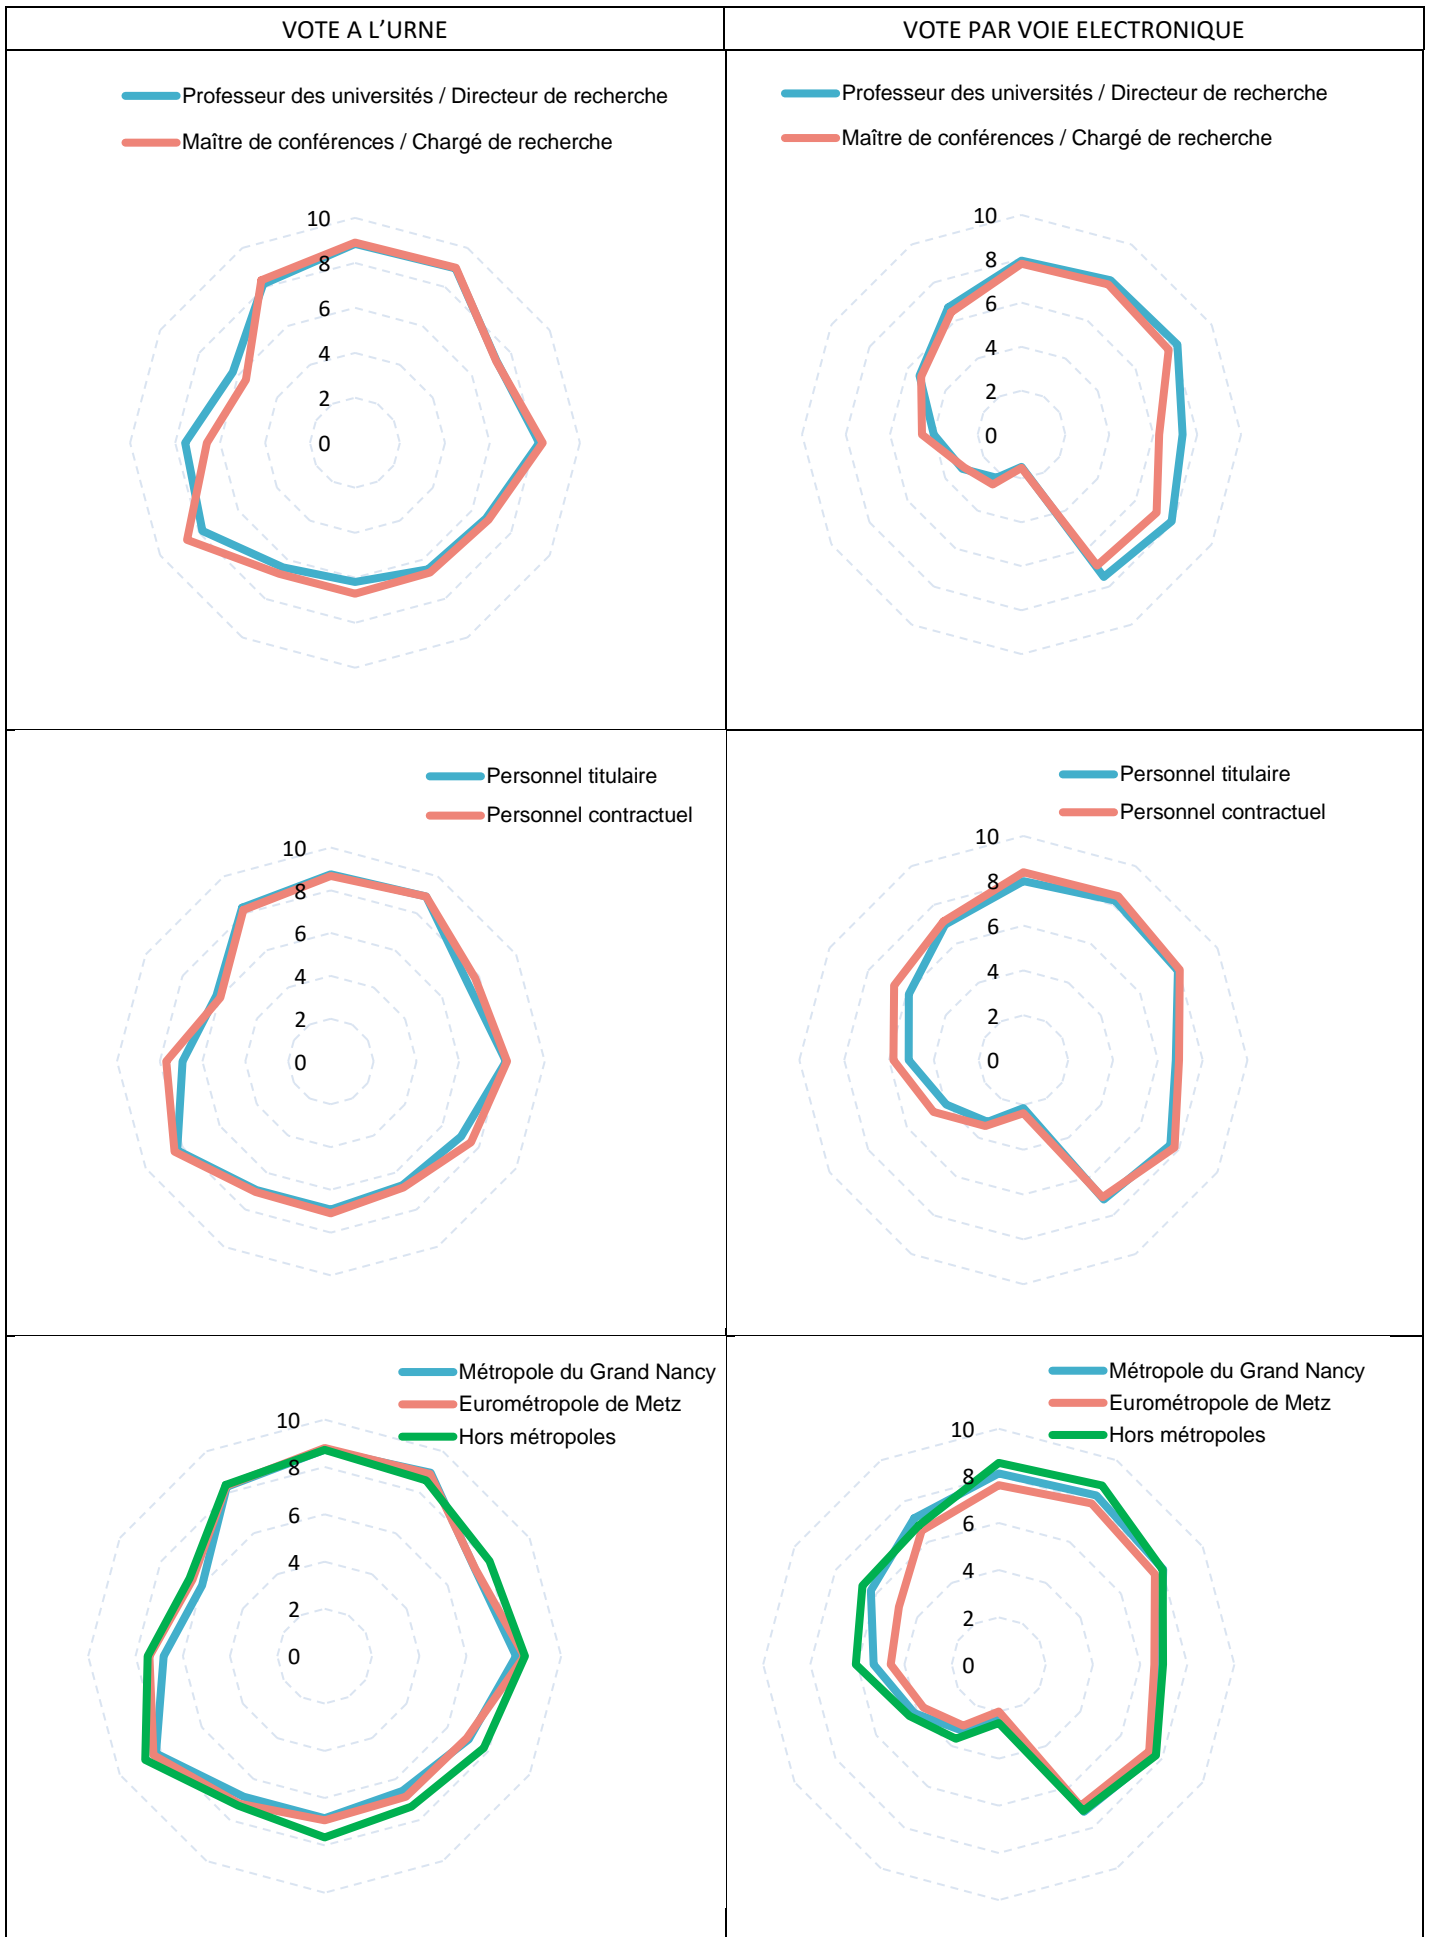 VOTE A L’URNE
VOTE PAR VOIE ELECTRONIQUE
Professeur des universités / Directeur de recherche
Maître de conférences / Chargé de recherche
10
8
6
4
2
0
Professeur des universités / Directeur de recherche
Maître de conférences / Chargé de recherche
10
8
6
4
2
0
Personnel titulaire
Personnel contractuel
10
8
6
4
2
0
Personnel titulaire
Personnel contractuel
10
8
6
4
2
0
Métropole du Grand Nancy
Eurométropole de Metz
Hors métropoles
10
8
6
4
2
0
Métropole du Grand Nancy
Eurométropole de Metz
Hors métropoles
10
8
6
4
2
0